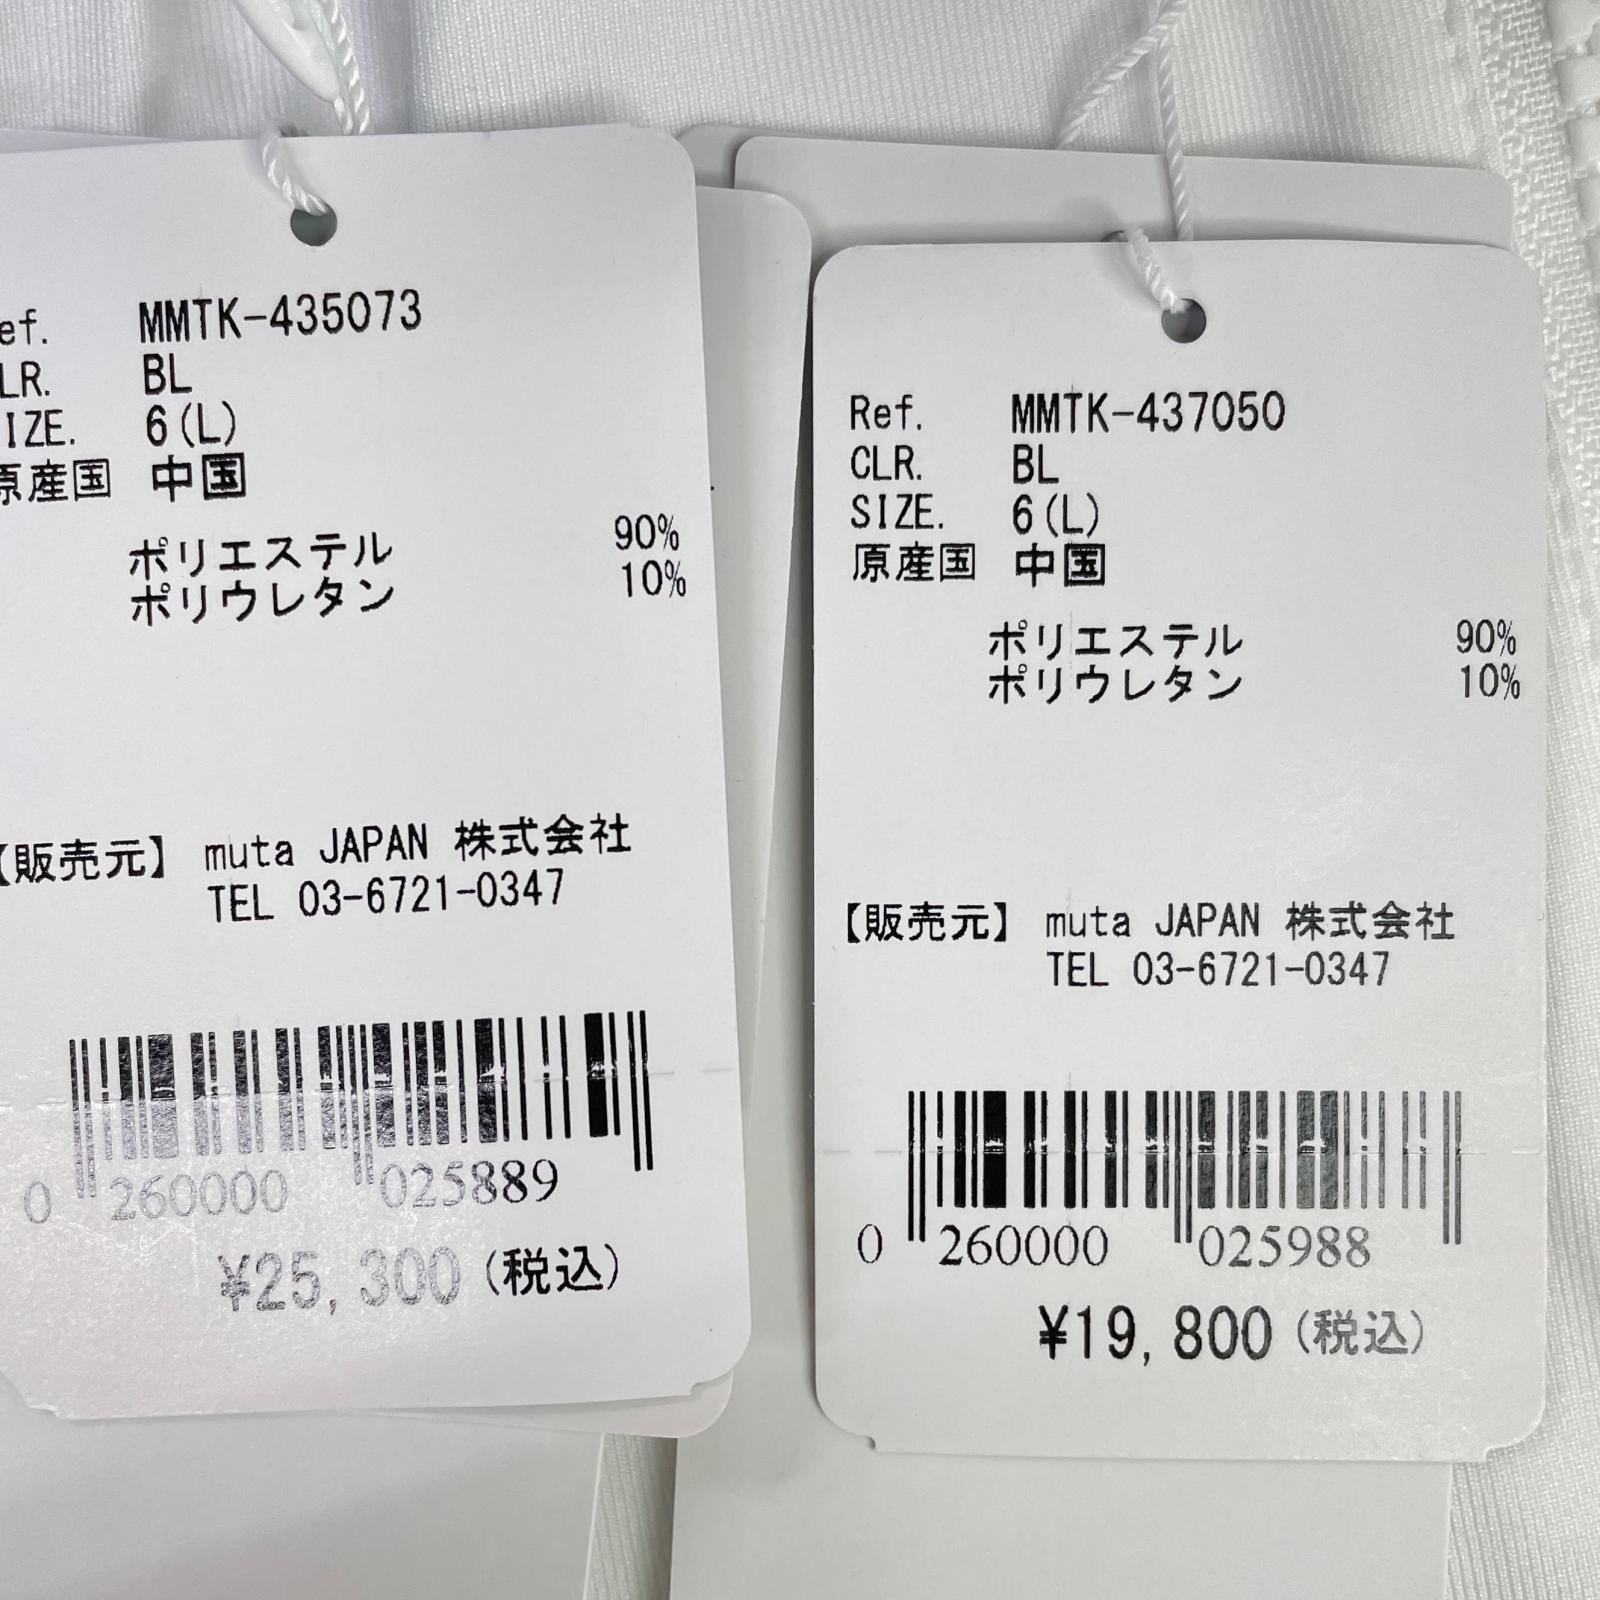 ef. MMTK-435073
LR. BL
IZE. 6(L)
原産国 中国
ポリエステル 90%
ポリウレタン 10%
【販売元】 muta JAPAN 株式会社
TEL 03-6721-0347
0 260000 025889
¥25,300(税込)
Ref. MMTK-437050
CLR. BL
SIZE. 6(L)
原産国 中国
ポリエステル 90%
ポリウレタン 10%
【販売元】 muta JAPAN 株式会社
TEL 03-6721-0347
0 260000 025988
¥19,800(税込)